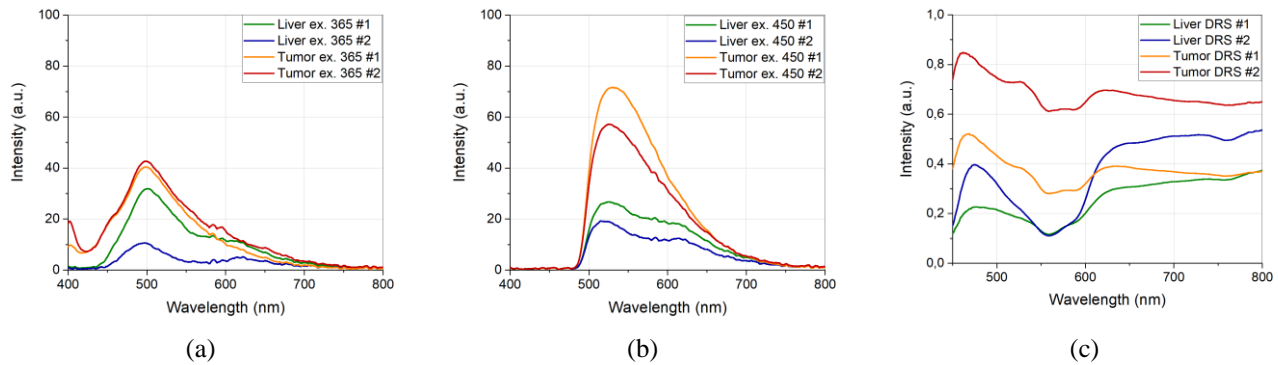 100
80
60
40
20
0
400
500
600
700
800
Intensity (a.u.)
Wavelength (nm)
Liver ex. 365 #1
Liver ex. 365 #2
Tumor ex. 365 #1
Tumor ex. 365 #2
(a)
100
80
60
40
20
0
400
500
600
700
800
Intensity (a.u.)
Wavelength (nm)
Liver ex. 450 #1
Liver ex. 450 #2
Tumor ex. 450 #1
Tumor ex. 450 #2
(b)
1,0
0,8
0,6
0,4
0,2
0,0
500
600
700
800
Intensity (a.u.)
Wavelength (nm)
Liver DRS #1
Liver DRS #2
Tumor DRS #1
Tumor DRS #2
(c)